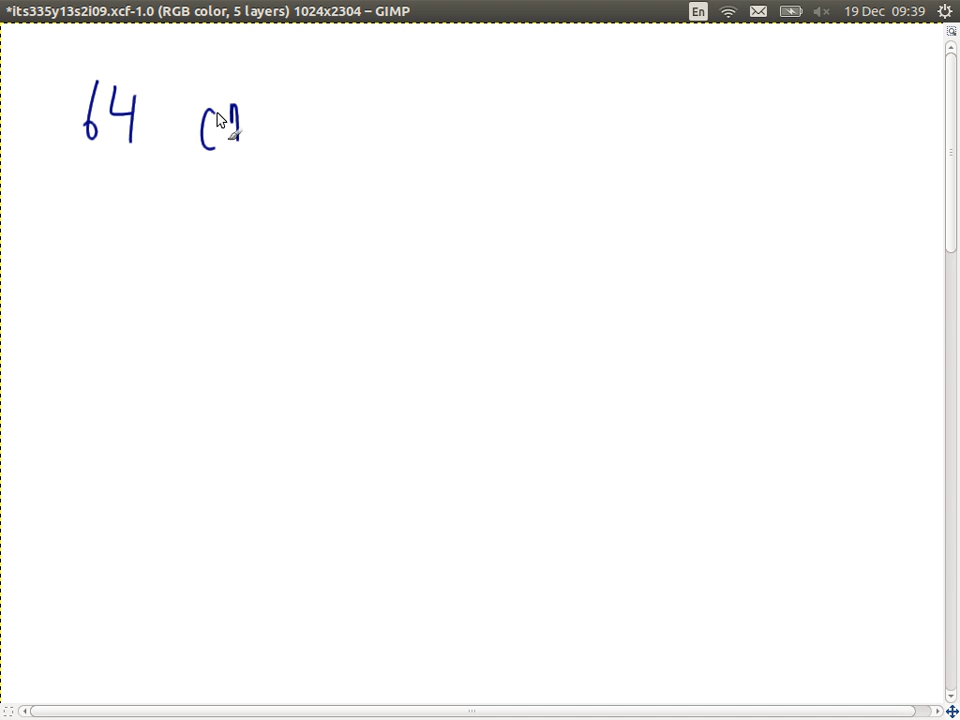 *its335y13s2i09.xcf-1.0 (RGB color, 5 layers) 1024x2304 – GIMP En 19 Dec 09:39
64